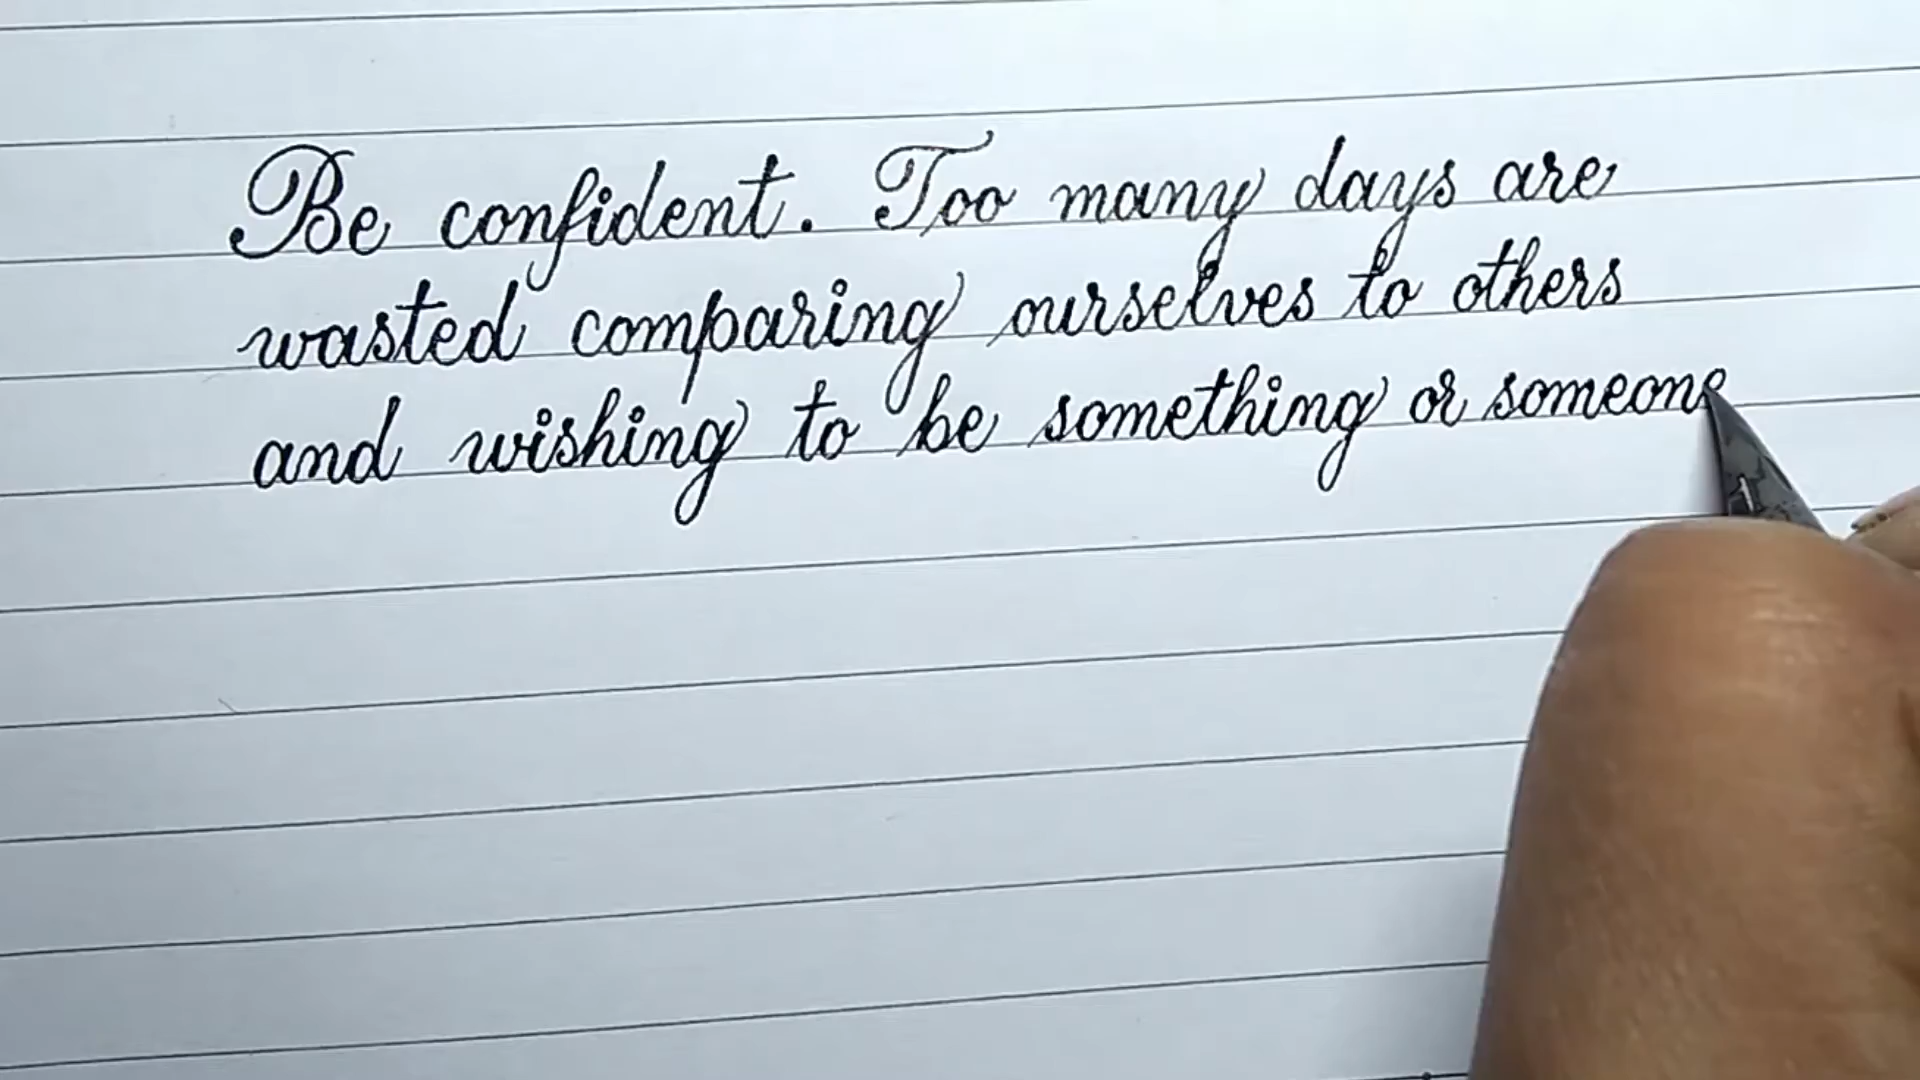 Be confident. Too many days are
wasted comparing ourselves to others
and wishing to be something or someone